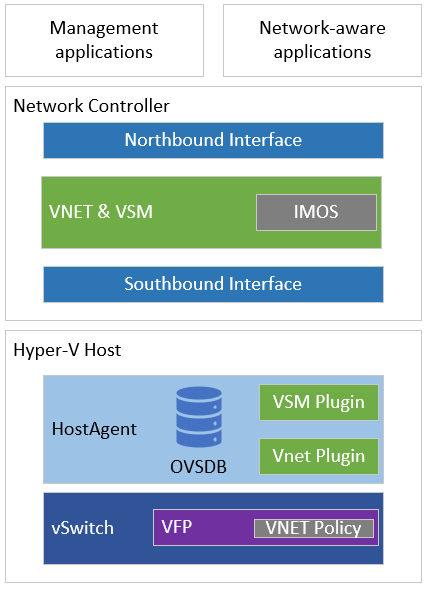 Management
applications
Network-aware
applications
Network Controller
Northbound Interface
VNET & VSM
IMOS
Southbound Interface
Hyper-V Host
HostAgent
OVSDB
VSM Plugin
Vnet Plugin
vSwitch
VFP
VNET Policy